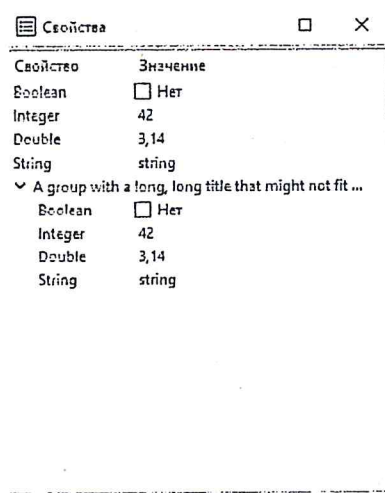 Свойства
Свойство Значение
Boolean Нет
Integer 42
Double 3,14
String string
A group with a long, long title that might not fit ...
Boolean Нет
Integer 42
Double 3,14
String string